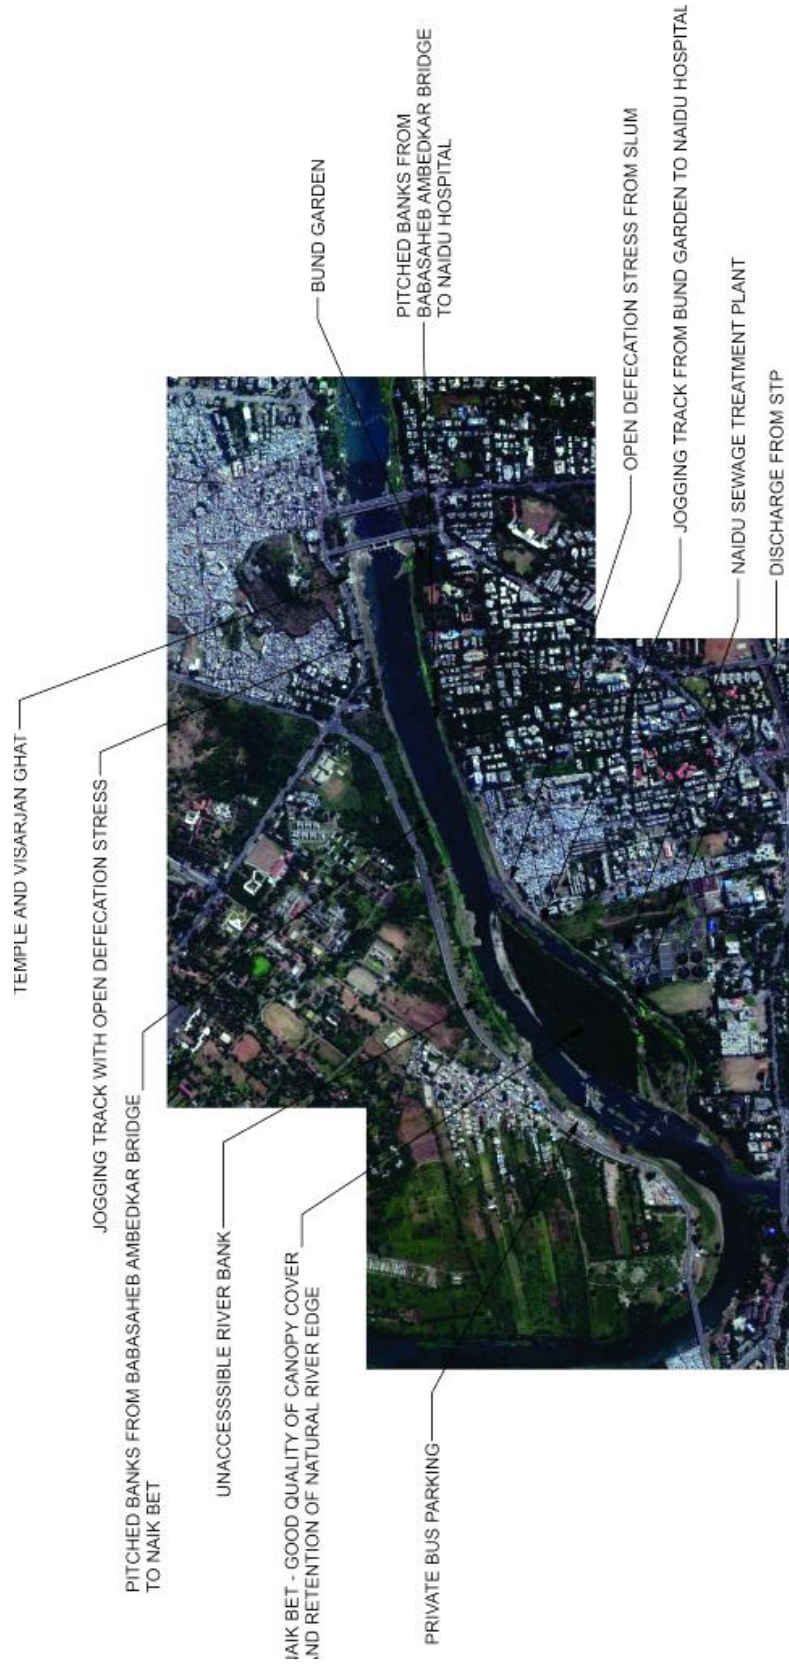 TEMPLE AND VISARJAN GHAT
JOGGING TRACK WITH OPEN DEFECATION STRESS
PITCHED BANKS FROM BABASAHEB AMBEDKAR BRIDGE
TO NAIK BET
UNACCESSSIBLE RIVER BANK
NAIK BET - GOOD QUALITY OF CANOPY COVER
AND RETENTION OF NATURAL RIVER EDGE
PRIVATE BUS PARKING
BUND GARDEN
PITCHED BANKS FROM
BABASAHEB AMBEDKAR BRIDGE
TO NAIDU HOSPITAL
OPEN DEFECATION STRESS FROM SLUM
JOGGING TRACK FROM BUND GARDEN TO NAIDU HOSPITAL
NAIDU SEWAGE TREATMENT PLANT
DISCHARGE FROM STP